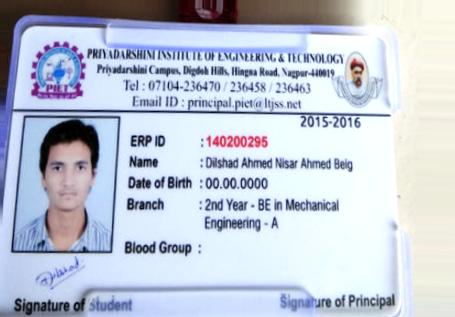 PRIYADARSHINI INSTITUTE OF ENGINEERING & TECHNOLOGY
Priyadarshini Campus, Digdoh Hills, Hingna Road, Nagpur-440019
Tel : 07104-236470 / 236458 / 236463
Email ID : principal.piet@ltjss.net
PIET
2015-2016
ERP ID : 140200295
Name : Dilshad Ahmed Nisar Ahmed Beig
Date of Birth : 00.00.0000
Branch : 2nd Year - BE in Mechanical
Engineering - A
Blood Group :
Dilshad
Signature of Student Signature of Principal